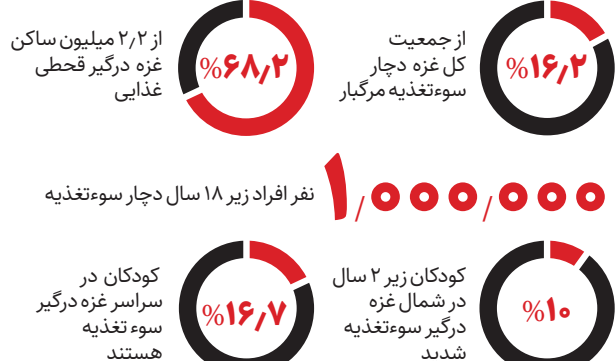 از جمعیت
کل غزه دچار
سوءتغذیه مرگبار
%۱۶٫۲
از ۲٫۲ میلیون ساکن
غزه درگیر قحطی
غذایی
%۶۸٫۲
۱٫۰۰۰٫۰۰۰ نفر افراد زیر ۱۸ سال دچار سوءتغذیه
کودکان زیر ۲ سال
در شمال غزه
درگیر سوءتغذیه
شدید
%۱۰
کودکان در
سراسر غزه درگیر
سوء تغذیه
هستند
%۱۶٫۷